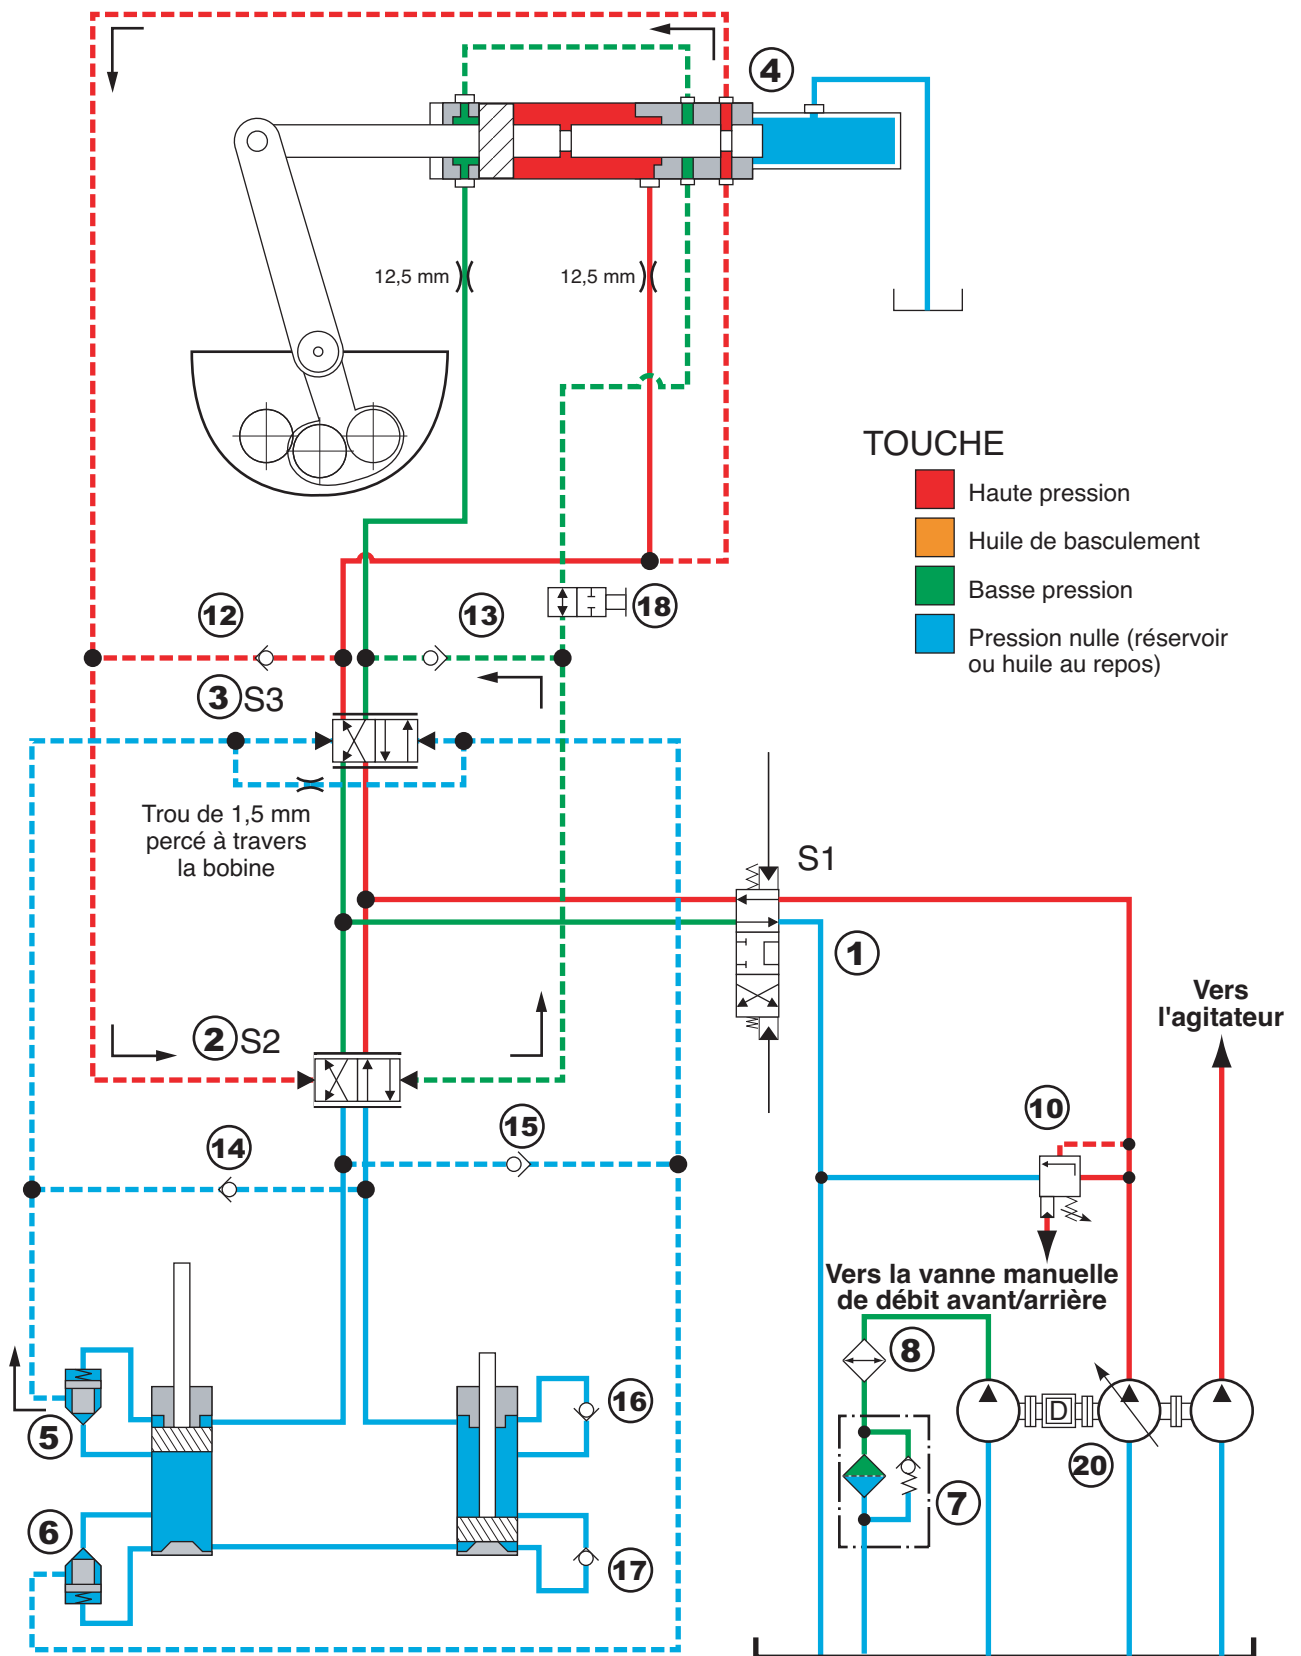 4
12,5 mm
12,5 mm
TOUCHE
Haute pression
Huile de basculement
Basse pression
Pression nulle (réservoir
ou huile au repos)
12
13
18
3 S3
Trou de 1,5 mm
percé à travers
la bobine
S1
1
Vers
l'agitateur
2 S2
10
14
15
Vers la vanne manuelle
de débit avant/arrière
8
5
16
D
20
6
7
17